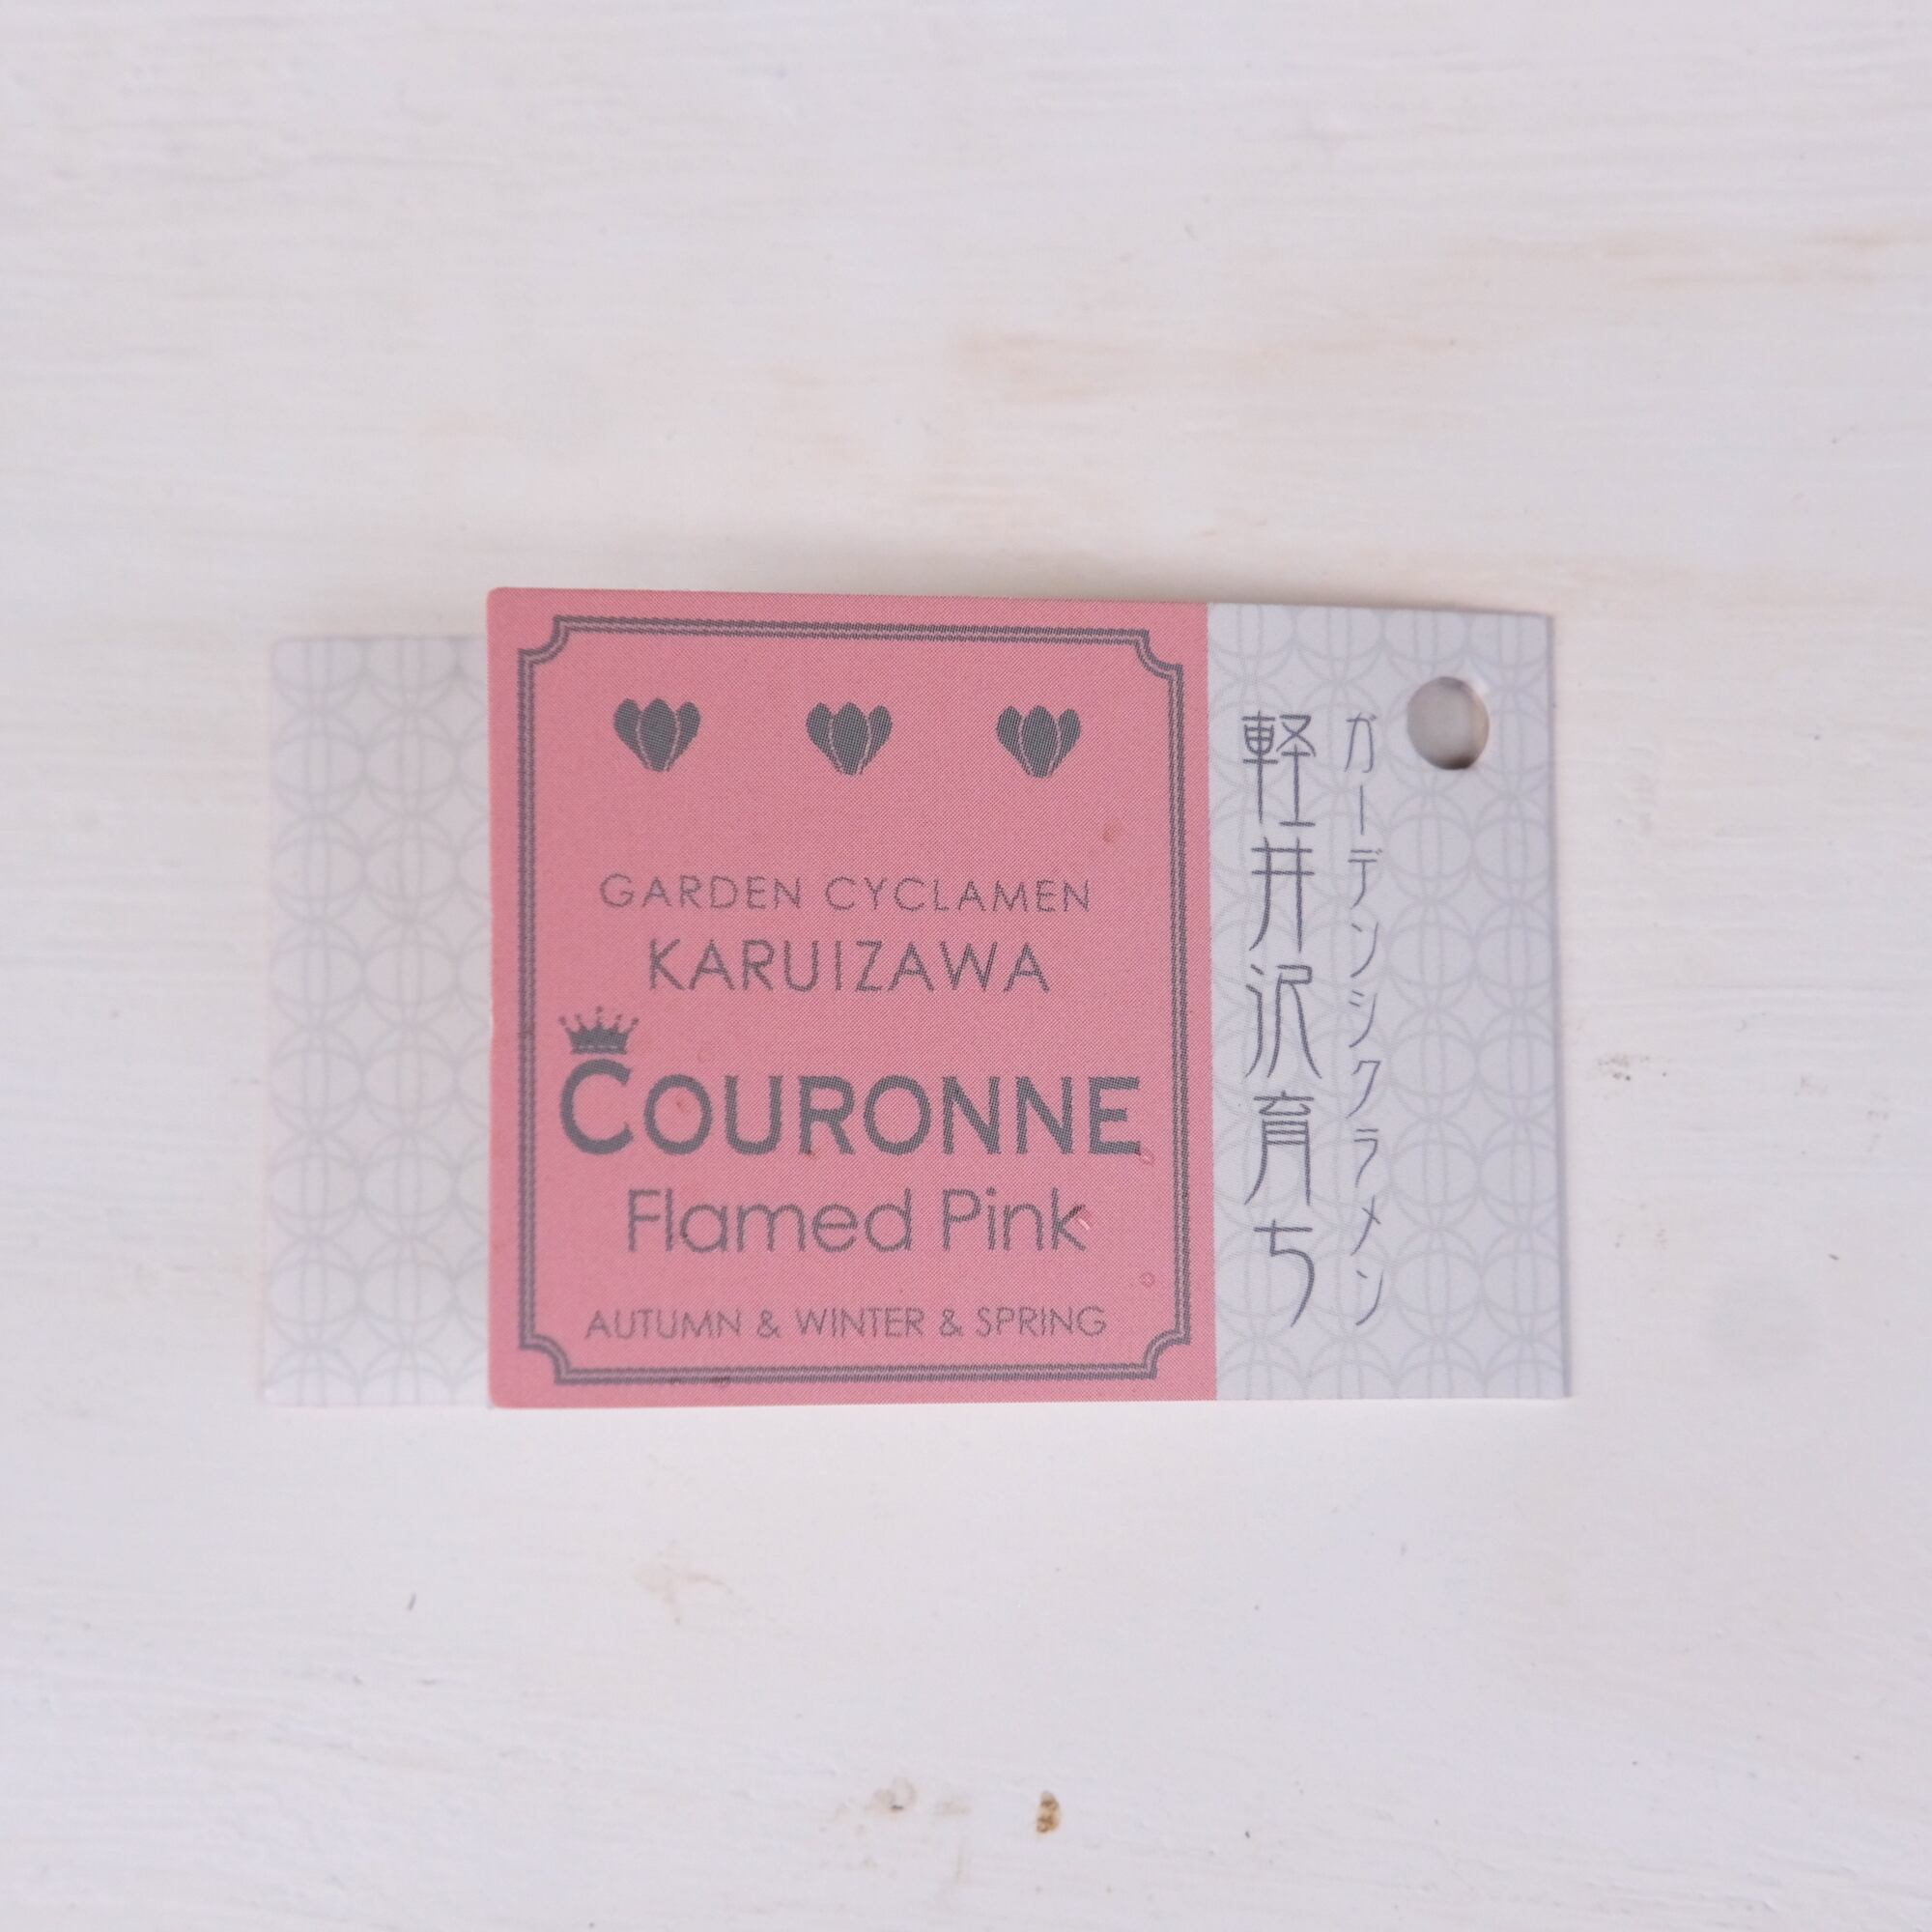 GARDEN CYCLAMEN
KARUIZAWA
COURONNE
Flamed Pink
AUTUMN & WINTER & SPRING
ガーデンシクラメン
軽井沢育ち